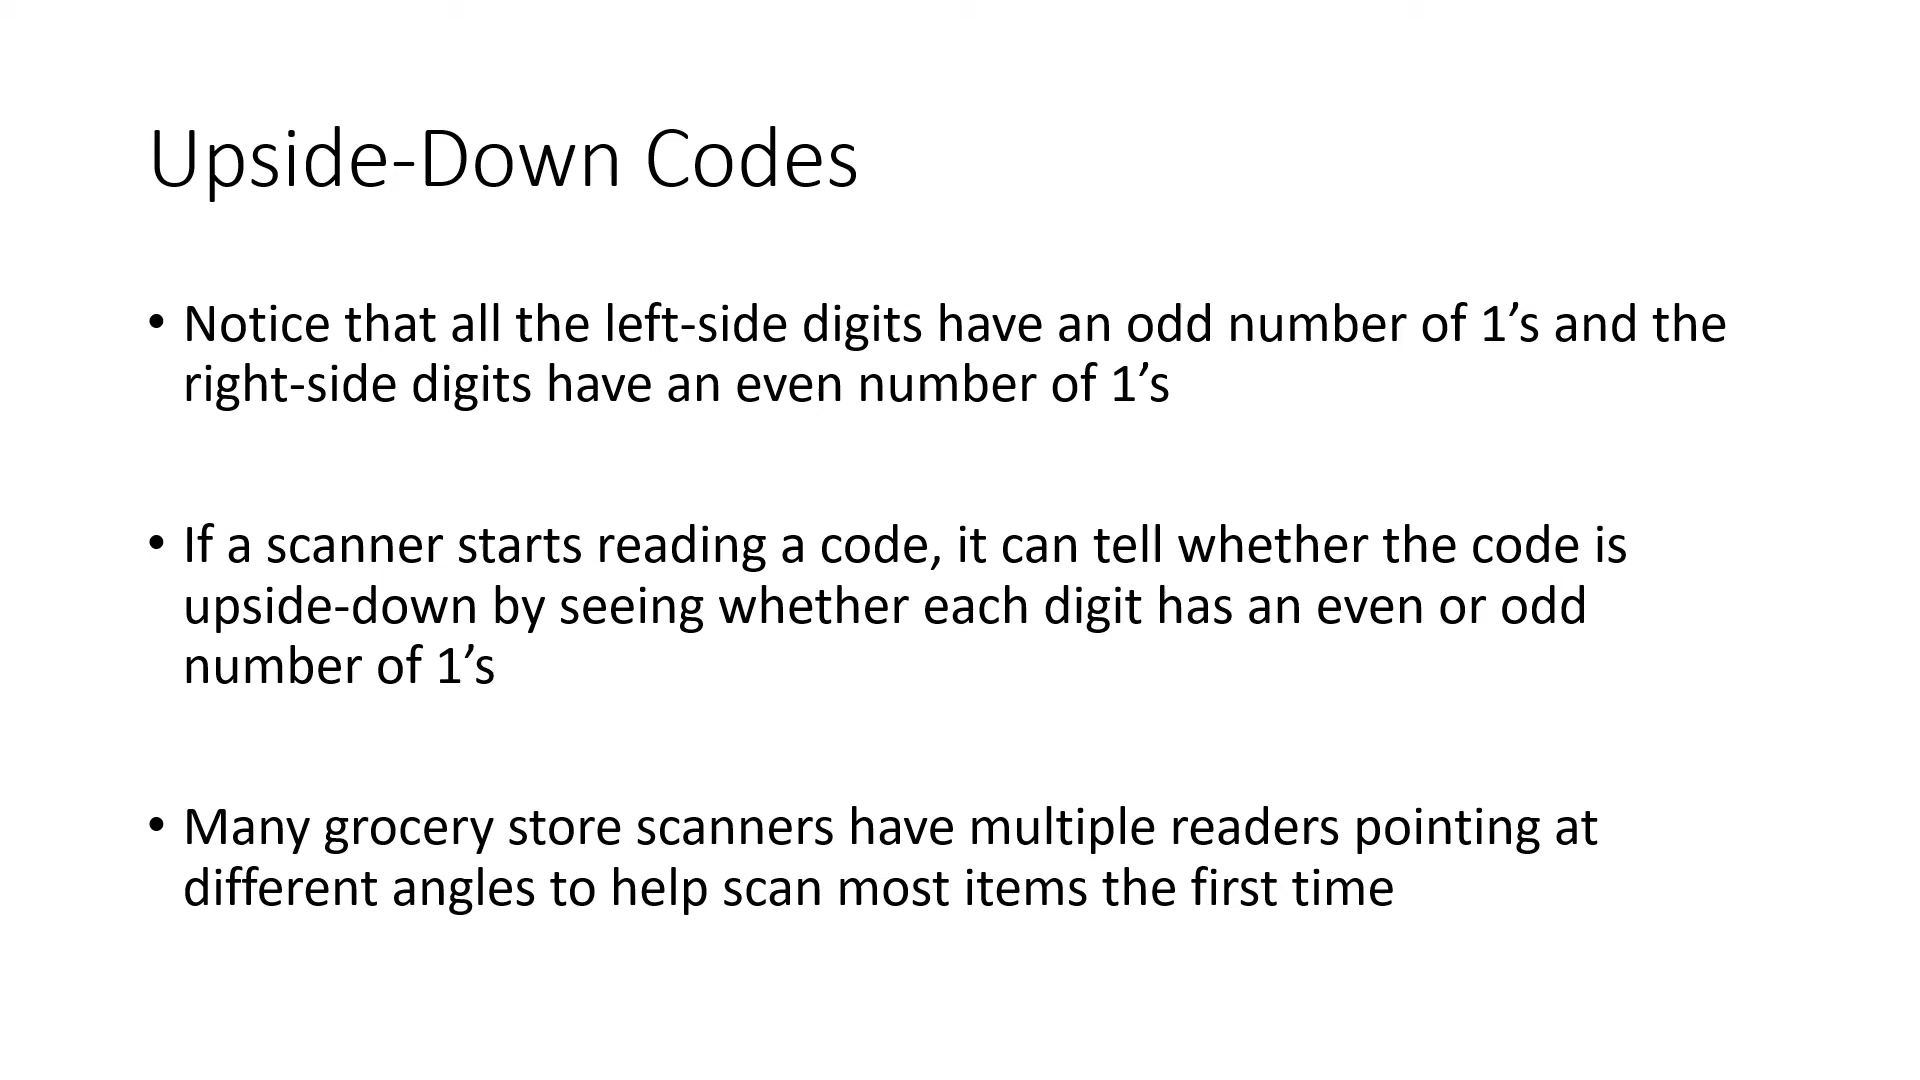 Upside-Down Codes
• Notice that all the left-side digits have an odd number of 1’s and the
right-side digits have an even number of 1’s
• If a scanner starts reading a code, it can tell whether the code is
upside-down by seeing whether each digit has an even or odd
number of 1’s
• Many grocery store scanners have multiple readers pointing at
different angles to help scan most items the first time